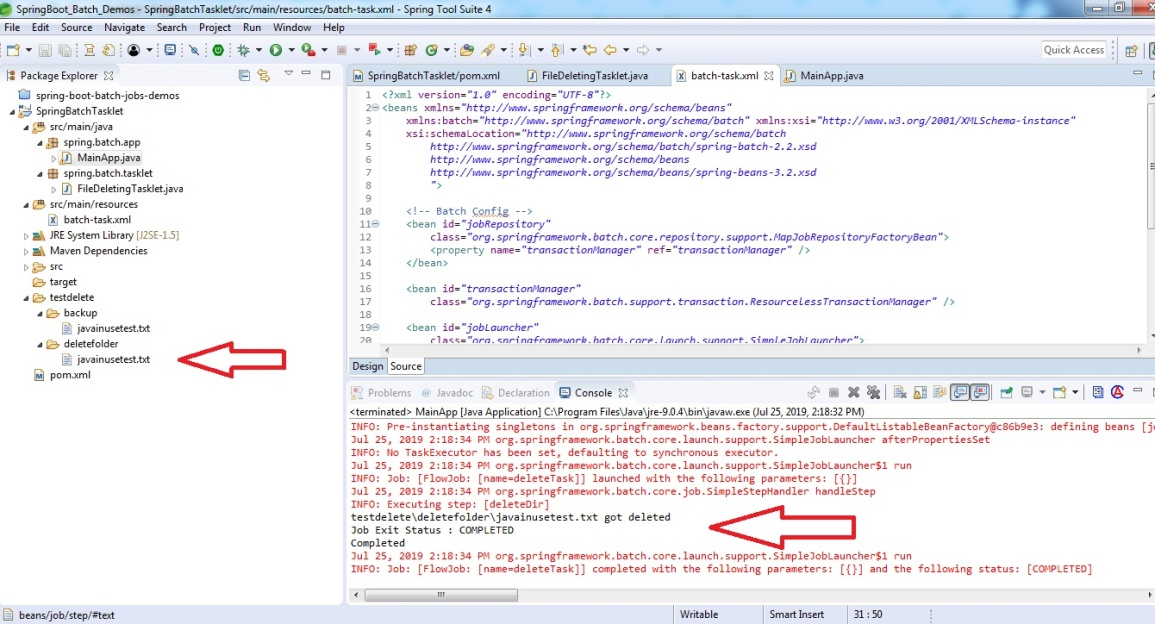 SpringBoot_Batch_Demos - SpringBatchTasklet/src/main/resources/batch-task.xml - Spring Tool Suite 4
File Edit Source Navigate Search Project Run Window Help
Quick Access
Package Explorer
spring-boot-batch-jobs-demos
SpringBatchTasklet
src/main/java
spring.batch.app
MainApp.java
spring.batch.tasklet
FileDeletingTasklet.java
src/main/resources
batch-task.xml
JRE System Library [J2SE-1.5]
Maven Dependencies
src
target
testdelete
backup
javainusetest.txt
deletefolder
javainusetest.txt
pom.xml
SpringBatchTasklet/pom.xml FileDeletingTasklet.java batch-task.xml MainApp.java
1 <?xml version="1.0" encoding="UTF-8"?>
2 <beans xmlns="http://www.springframework.org/schema/beans"
3 xmlns:batch="http://www.springframework.org/schema/batch" xmlns:xsi="http://www.w3.org/2001/XMLSchema-instance"
4 xsi:schemaLocation="http://www.springframework.org/schema/batch
5 http://www.springframework.org/schema/batch/spring-batch-2.2.xsd
6 http://www.springframework.org/schema/beans
7 http://www.springframework.org/schema/beans/spring-beans-3.2.xsd
8 ">
9
10 <!-- Batch Config -->
11 <bean id="jobRepository"
12 class="org.springframework.batch.core.repository.support.MapJobRepositoryFactoryBean">
13 <property name="transactionManager" ref="transactionManager" />
14 </bean>
15
16 <bean id="transactionManager"
17 class="org.springframework.batch.support.transaction.ResourcelessTransactionManager" />
18
19 <bean id="jobLauncher"
20 class="org.springframework.batch.core.launch.support.SimpleJobLauncher">
Design Source
Problems Javadoc Declaration Console
<terminated> MainApp [Java Application] C:\Program Files\Java\jre-9.0.4\bin\javaw.exe (Jul 25, 2019, 2:18:32 PM)
INFO: Pre-instantiating singletons in org.springframework.beans.factory.support.DefaultListableBeanFactory@c86b9e3: defining beans [j
Jul 25, 2019 2:18:34 PM org.springframework.batch.core.launch.support.SimpleJobLauncher afterPropertiesSet
INFO: No TaskExecutor has been set, defaulting to synchronous executor.
Jul 25, 2019 2:18:34 PM org.springframework.batch.core.launch.support.SimpleJobLauncher$1 run
INFO: Job: [FlowJob: [name=deleteTask]] launched with the following parameters: [{}]
Jul 25, 2019 2:18:34 PM org.springframework.batch.core.job.SimpleStepHandler handleStep
INFO: Executing step: [deleteDir]
testdelete\deletefolder\javainusetest.txt got deleted
Job Exit Status : COMPLETED
Completed
Jul 25, 2019 2:18:34 PM org.springframework.batch.core.launch.support.SimpleJobLauncher$1 run
INFO: Job: [FlowJob: [name=deleteTask]] completed with the following parameters: [{}] and the following status: [COMPLETED]
beans/job/step/#text Writable Smart Insert 31 : 50